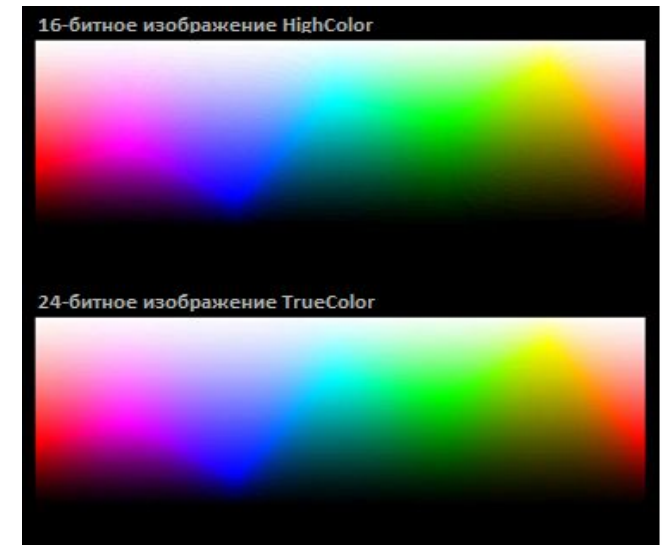 16-битное изображение HighColor
24-битное изображение TrueColor